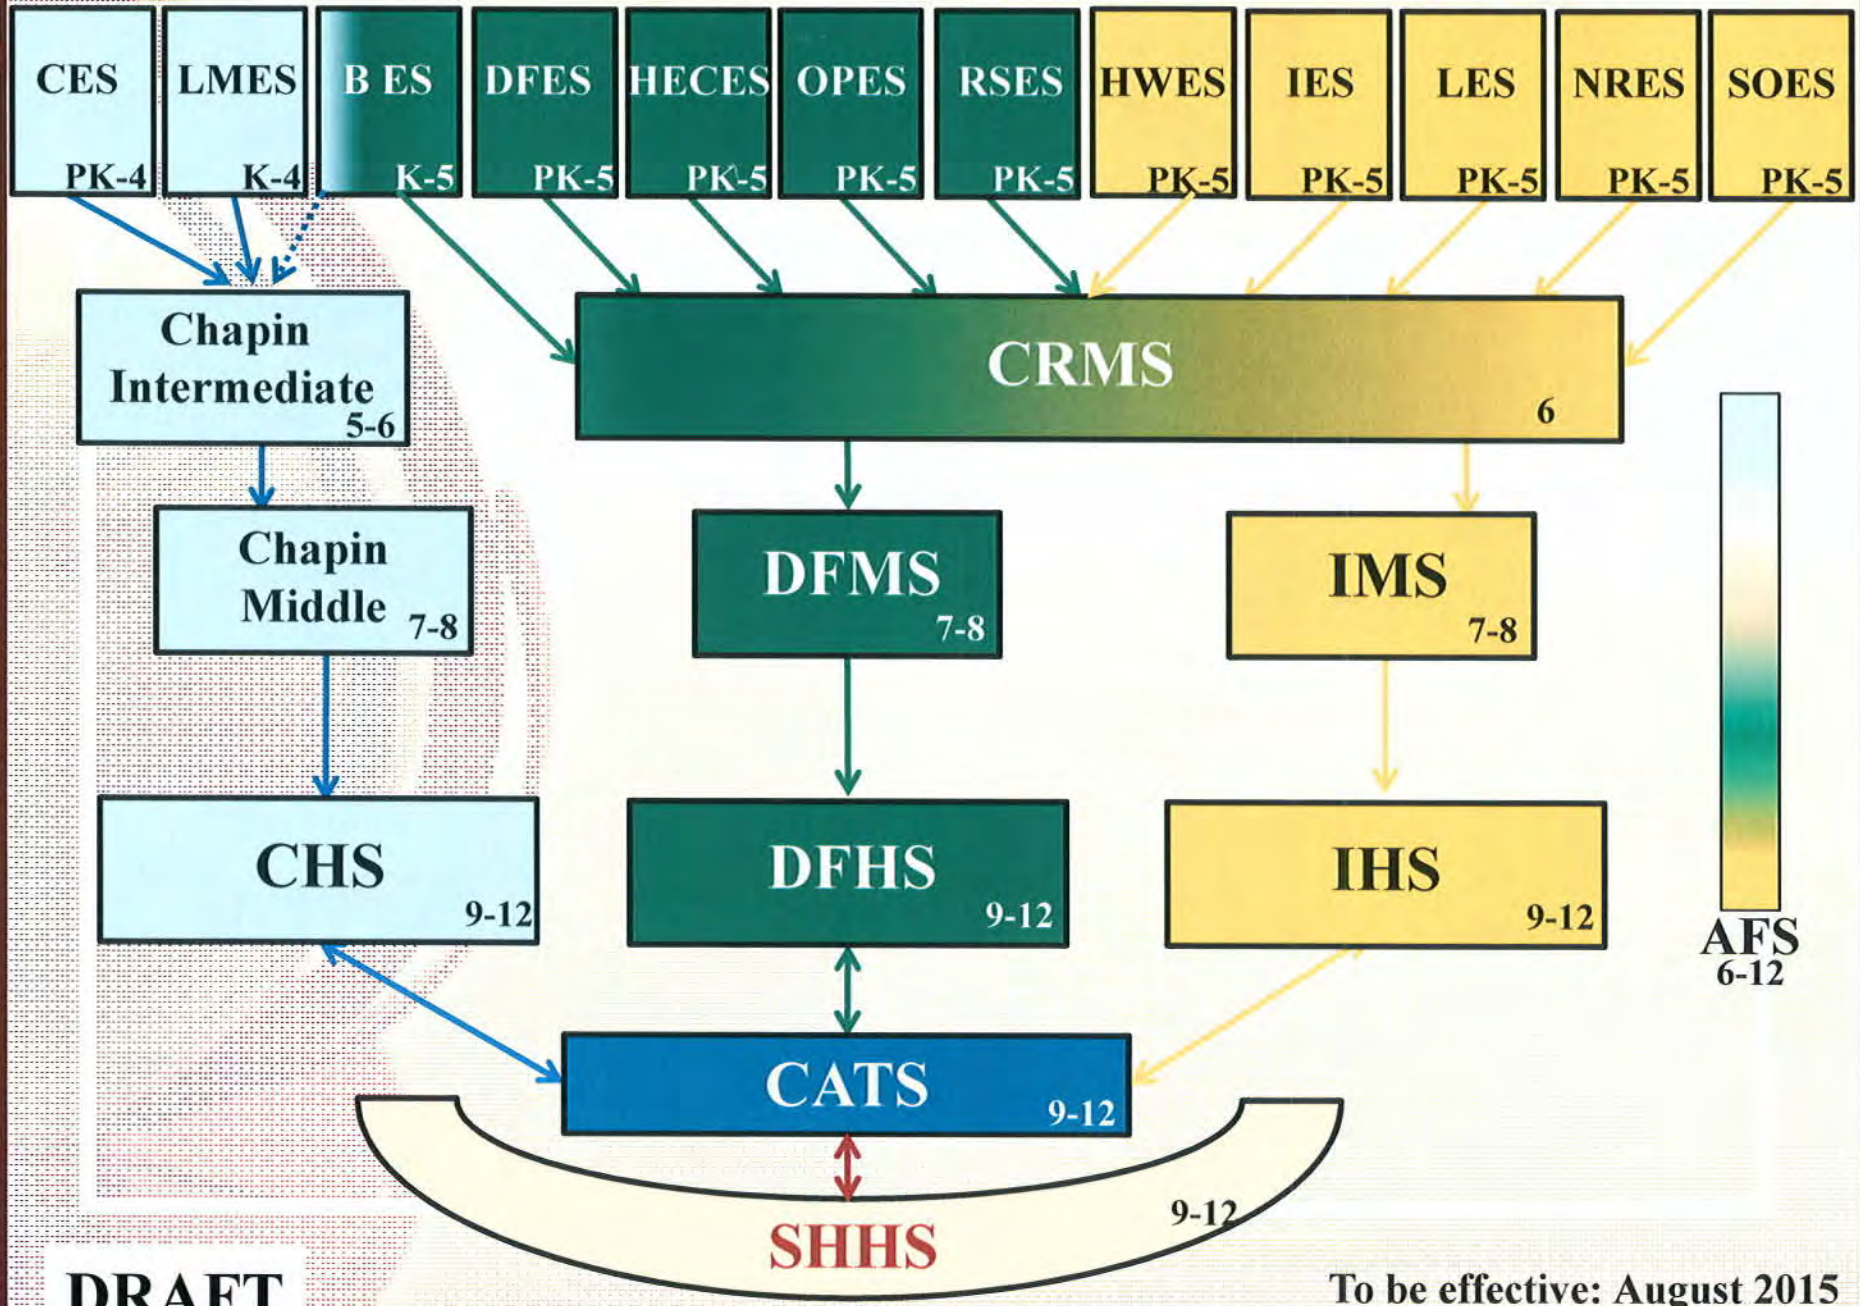 CES
PK-4
LMES
K-4
B ES
K-5
DFES
PK-5
HECES
PK-5
OPES
PK-5
RSES
PK-5
HWES
PK-5
IES
PK-5
LES
PK-5
NRES
PK-5
SOES
PK-5
Chapin
Intermediate
5-6
CRMS
6
Chapin
Middle
7-8
DFMS
7-8
IMS
7-8
CHS
9-12
DFHS
9-12
IHS
9-12
AFS
6-12
CATS
9-12
SHHS
9-12
DRAFT
To be effective: August 2015